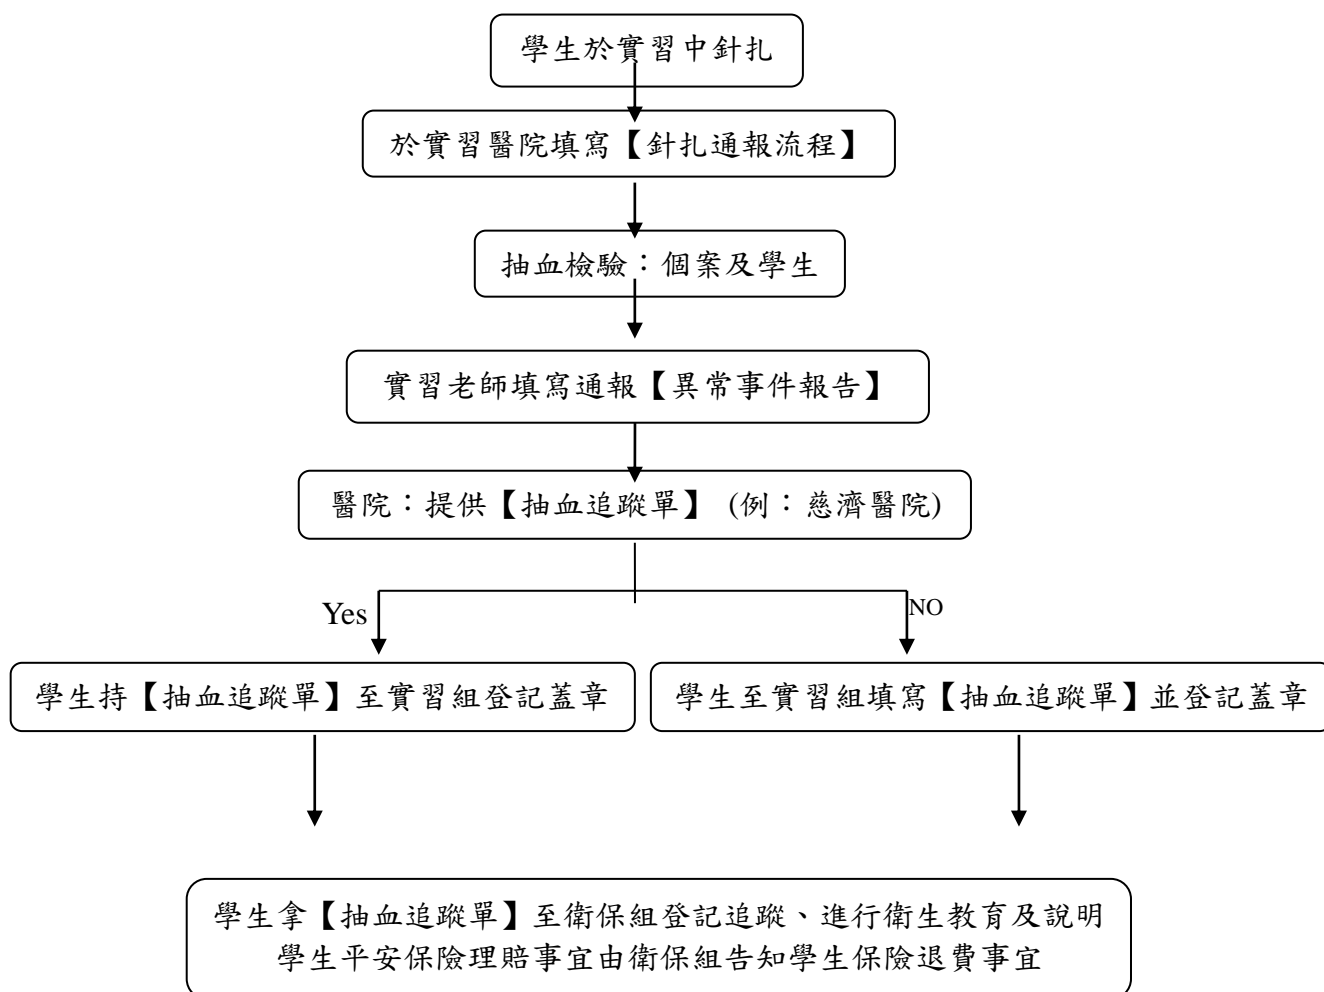 學生於實習中針扎
於實習醫院填寫【針扎通報流程】
抽血檢驗：個案及學生
實習老師填寫通報【異常事件報告】
醫院：提供【抽血追蹤單】 (例：慈濟醫院)
Yes
NO
學生持【抽血追蹤單】至實習組登記蓋章
學生至實習組填寫【抽血追蹤單】並登記蓋章
學生拿【抽血追蹤單】至衛保組登記追蹤、進行衛生教育及說明
學生平安保險理賠事宜由衛保組告知學生保險退費事宜